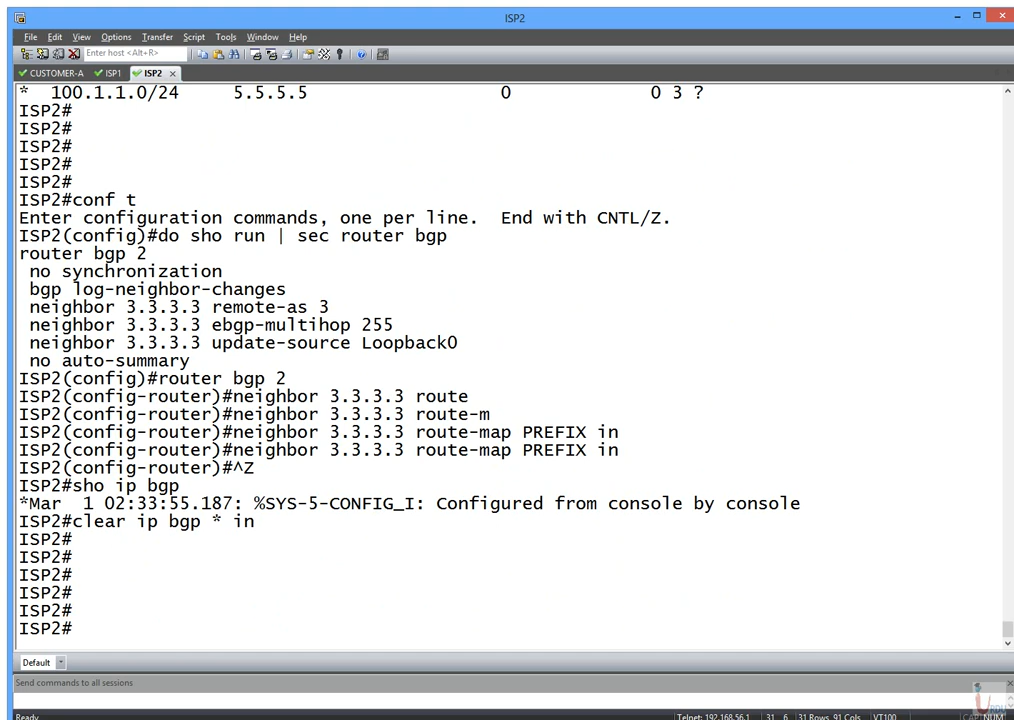 ISP2
File Edit View Options Transfer Script Tools Window Help
Enter host <Alt+R>
CUSTOMER-A ISP1 ISP2
* 100.1.1.0/24 5.5.5.5 0 0 3 ?
ISP2#
ISP2#
ISP2#
ISP2#
ISP2#
ISP2#conf t
Enter configuration commands, one per line. End with CNTL/Z.
ISP2(config)#do sho run | sec router bgp
router bgp 2
no synchronization
bgp log-neighbor-changes
neighbor 3.3.3.3 remote-as 3
neighbor 3.3.3.3 ebgp-multihop 255
neighbor 3.3.3.3 update-source Loopback0
no auto-summary
ISP2(config)#router bgp 2
ISP2(config-router)#neighbor 3.3.3.3 route
ISP2(config-router)#neighbor 3.3.3.3 route-m
ISP2(config-router)#neighbor 3.3.3.3 route-map PREFIX in
ISP2(config-router)#neighbor 3.3.3.3 route-map PREFIX in
ISP2(config-router)#^Z
ISP2#sho ip bgp
*Mar 1 02:33:55.187: %SYS-5-CONFIG_I: Configured from console by console
ISP2#clear ip bgp * in
ISP2#
ISP2#
ISP2#
ISP2#
ISP2#
ISP2#
Default
Send commands to all sessions
Ready Telnet: 192.168.56.1 31, 6 31 Rows, 91 Cols VT100 CAP NUM
URDU